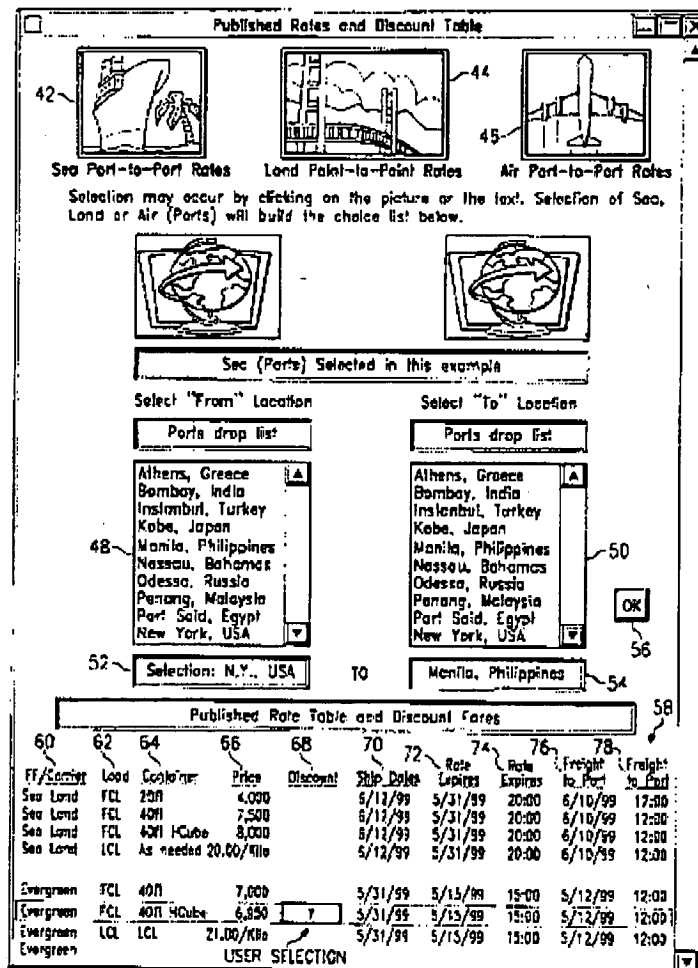 Published Rates and Discount Table
42
44
45
Sea Port-to-Port Rates
Land Point-to-Point Rates
Air Port-to-Port Rates
Selection may occur by clicking on the picture or the text. Selection of Sea,
Land or Air (Ports) will build the choice list below.
Sea (Ports) Selected in this example
Select "From" Location
Select "To" Location
Ports drop list
Ports drop list
Athens, Greece
Bombay, India
Instanbul, Turkey
Kobe, Japan
Manila, Philippines
Nassau, Bahamas
Odessa, Russia
Penang, Malaysia
Port Said, Egypt
New York, USA
48
Athens, Greece
Bombay, India
Instanbul, Turkey
Kobe, Japan
Manila, Philippines
Nassau, Bahamas
Odessa, Russia
Penang, Malaysia
Port Said, Egypt
New York, USA
50
OK
56
52
Selection: N.Y., USA
TO
Manila, Philippines
54
Published Rate Table and Discount Fares
58
60 62 64 66 68 70 72 74 76 78
FF/Carrier Load Container Price Discount Ship Dates Rate Expires Rate Expires Freight to Port Freight to Port
Sea Land FCL 20ft 4,000 6/12/99 5/31/99 20:00 6/10/99 12:00
Sea Land FCL 40ft 7,500 6/12/99 5/31/99 20:00 6/10/99 12:00
Sea Land FCL 40ft HCube 8,000 6/12/99 5/31/99 20:00 6/10/99 12:00
Sea Land LCL As needed 20.00/Kilo 6/12/99 5/31/99 20:00 6/10/99 12:00
Evergreen FCL 40ft 7,000 5/31/99 5/15/99 15:00 5/12/99 12:00
Evergreen FCL 40ft HCube 6,850 Y 5/31/99 5/15/99 15:00 5/12/99 12:00
Evergreen LCL LCL 21.00/Kilo 5/31/99 5/15/99 15:00 5/12/99 12:00
Evergreen
USER SELECTION